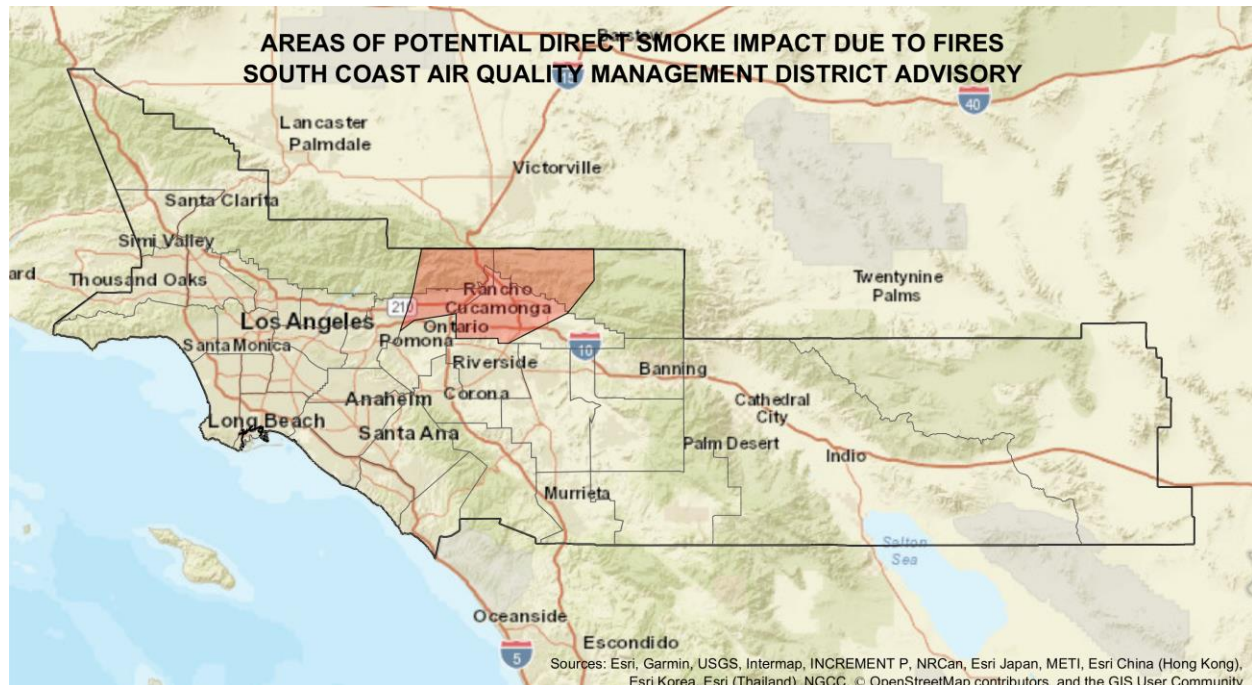 AREAS OF POTENTIAL DIRECT SMOKE IMPACT DUE TO FIRES
SOUTH COAST AIR QUALITY MANAGEMENT DISTRICT ADVISORY
Barstow
15
40
Lancaster
Palmdale
Victorville
Santa Clarita
Simi Valley
ard
Thousand Oaks
Twentynine
Palms
Rancho
Cucamonga
210
Los Angeles
Ontario
Pomona
Santa Monica
10
Riverside
Banning
Anaheim
Corona
Cathedral
City
Long Beach
Santa Ana
Palm Desert
Indio
Murrieta
Salton
Sea
Oceanside
Escondido
5
Sources: Esri, Garmin, USGS, Intermap, INCREMENT P, NRCan, Esri Japan, METI, Esri China (Hong Kong),
Esri Korea, Esri (Thailand), NGCC, © OpenStreetMap contributors, and the GIS User Community